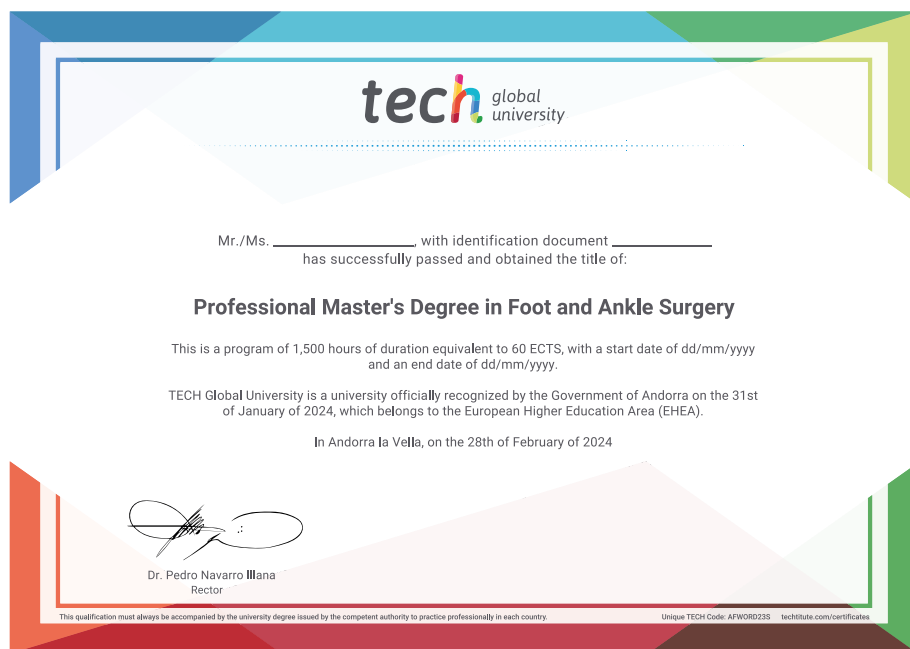 tech global
university
Mr./Ms. ____________, with identification document ____________
has successfully passed and obtained the title of:
Professional Master's Degree in Foot and Ankle Surgery
This is a program of 1,500 hours of duration equivalent to 60 ECTS, with a start date of dd/mm/yyyy
and an end date of dd/mm/yyyy.
TECH Global University is a university officially recognized by the Government of Andorra on the 31st
of January of 2024, which belongs to the European Higher Education Area (EHEA).
In Andorra la Vella, on the 28th of February of 2024
Dr. Pedro Navarro Illana
Rector
This qualification must always be accompanied by the university degree issued by the competent authority to practice professionally in each country.
Unique TECH Code: AFWORD23S techtitute.com/certificates